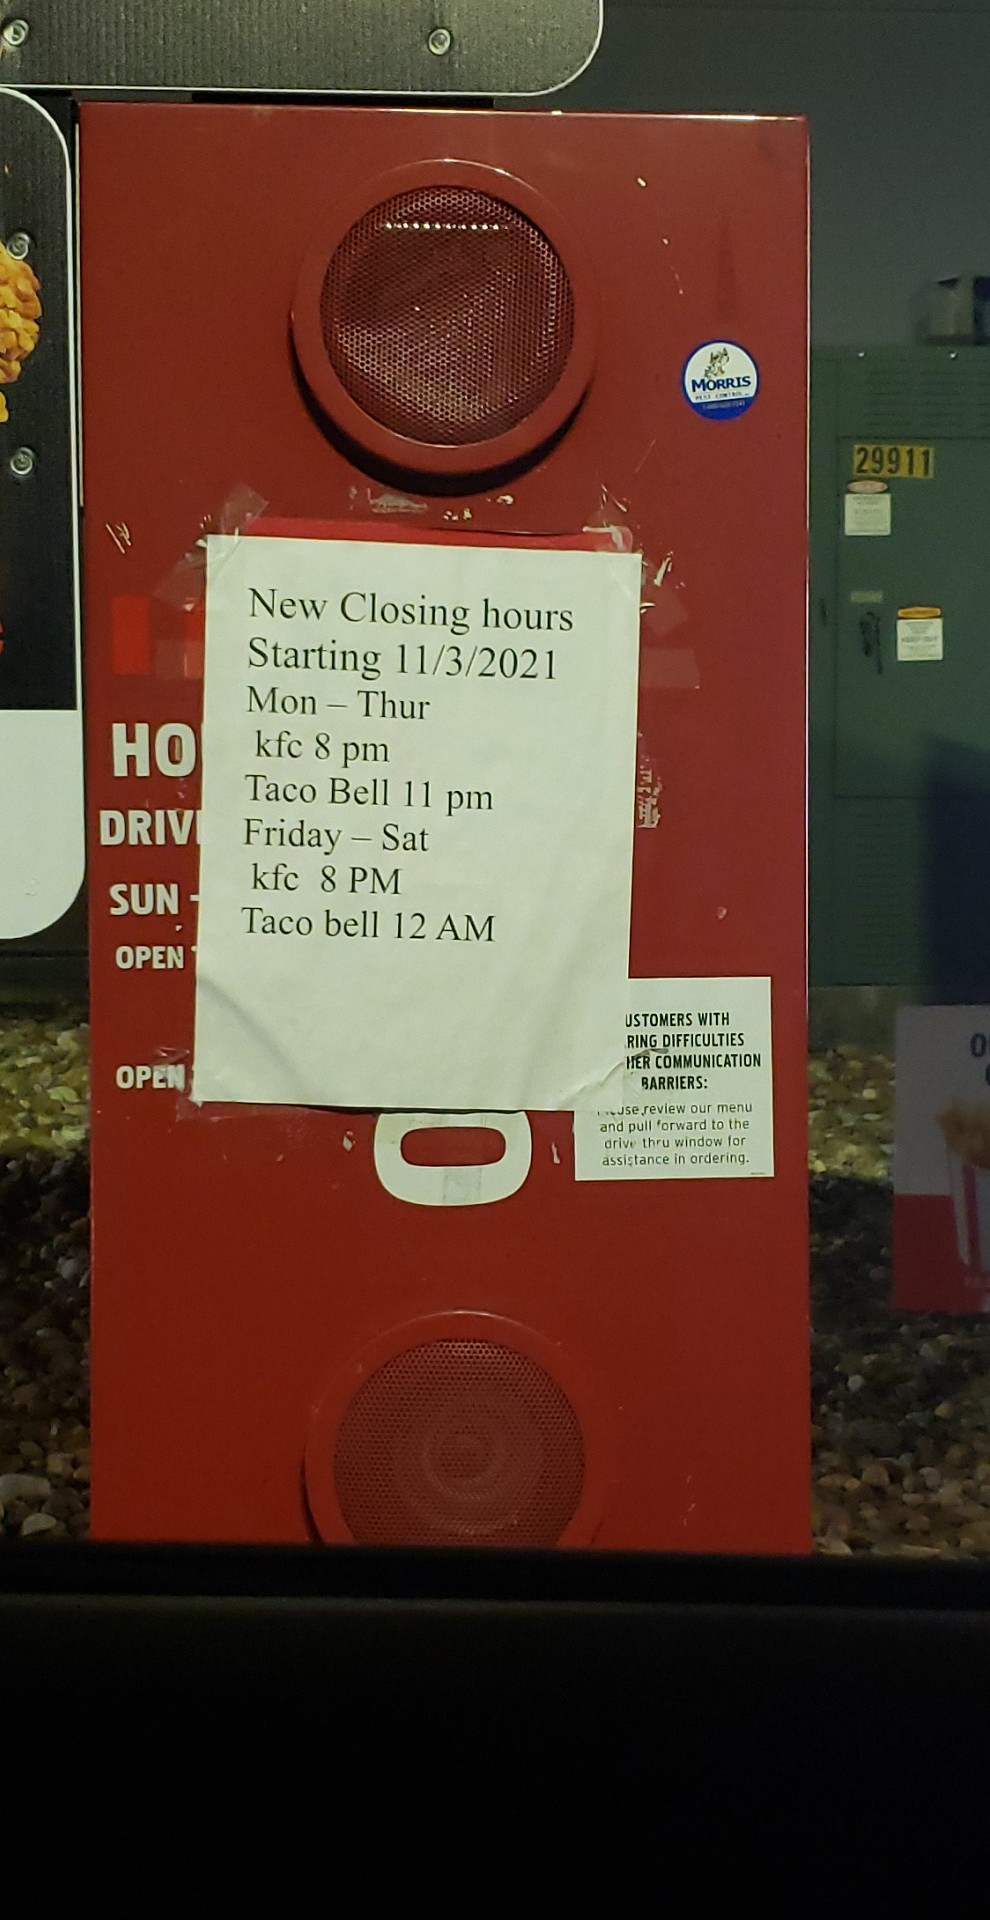 MORRIS
PEST CONTROL
29911
New Closing hours
Starting 11/3/2021
Mon – Thur
kfc 8 pm
Taco Bell 11 pm
Friday – Sat
kfc 8 PM
Taco bell 12 AM
HO
DRIV
SUN -
OPEN
OPEN
USTOMERS WITH
RING DIFFICULTIES
HER COMMUNICATION
BARRIERS:
review our menu
and pull forward to the
drive thru window for
assistance in ordering.